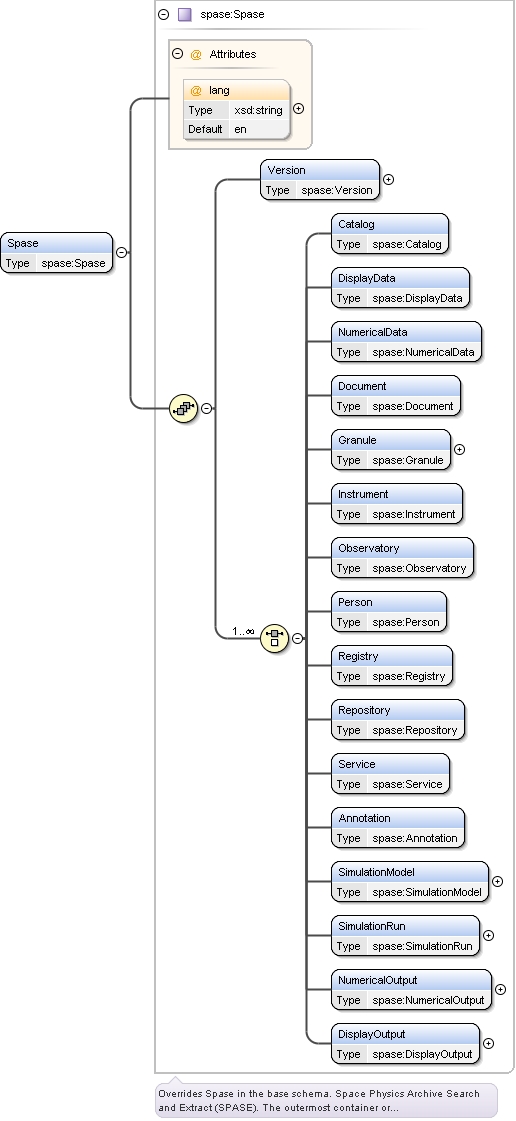 spase:Spase
@ Attributes
@ lang
Type xsd:string
Default en
Version
Type spase:Version
Spase
Type spase:Spase
Catalog
Type spase:Catalog
DisplayData
Type spase:DisplayData
NumericalData
Type spase:NumericalData
Document
Type spase:Document
Granule
Type spase:Granule
Instrument
Type spase:Instrument
Observatory
Type spase:Observatory
1..∞
Person
Type spase:Person
Registry
Type spase:Registry
Repository
Type spase:Repository
Service
Type spase:Service
Annotation
Type spase:Annotation
SimulationModel
Type spase:SimulationModel
SimulationRun
Type spase:SimulationRun
NumericalOutput
Type spase:NumericalOutput
DisplayOutput
Type spase:DisplayOutput
Overrides Spase in the base schema. Space Physics Archive Search
and Extract (SPASE). The outermost container or...